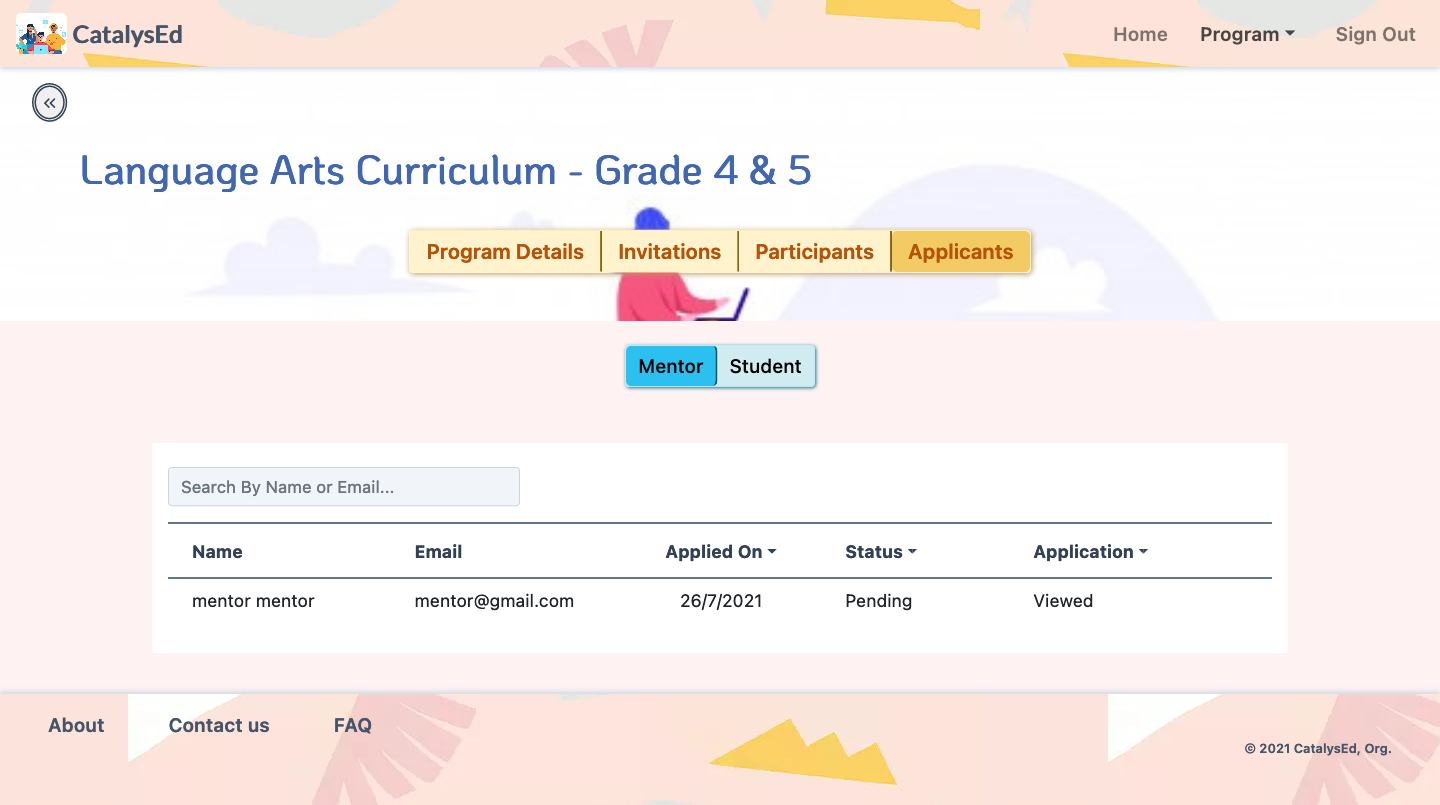 CatalysEd
Home Program Sign Out
«
Language Arts Curriculum - Grade 4 & 5
Program Details Invitations Participants Applicants
Mentor Student
Search By Name or Email...
Name Email Applied On Status Application
mentor mentor mentor@gmail.com 26/7/2021 Pending Viewed
About Contact us FAQ
© 2021 CatalysEd, Org.